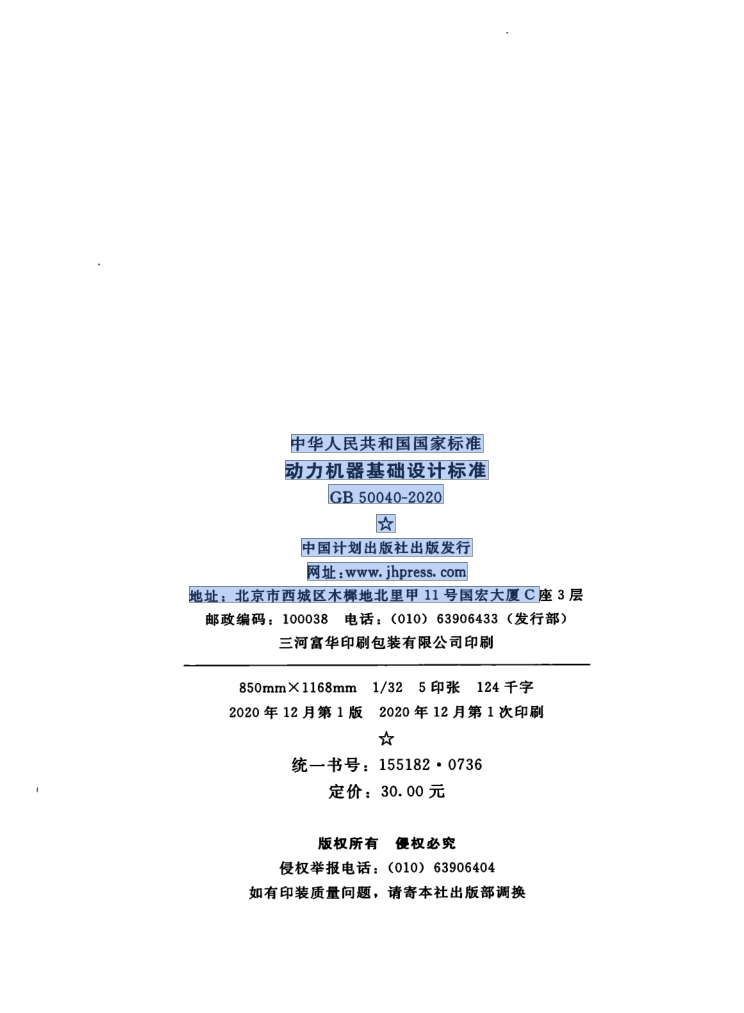 中华人民共和国国家标准
动力机器基础设计标准
GB 50040-2020
☆
中国计划出版社出版发行
网址:www.jhpress.com
地址：北京市西城区木樨地北里甲 11 号国宏大厦 C 座 3 层
邮政编码：100038 电话：(010) 63906433（发行部）
三河富华印刷包装有限公司印刷
850mm×1168mm 1/32 5 印张 124 千字
2020 年 12 月第 1 版 2020 年 12 月第 1 次印刷
☆
统一书号：155182·0736
定价：30.00 元
版权所有 侵权必究
侵权举报电话：(010) 63906404
如有印装质量问题，请寄本社出版部调换